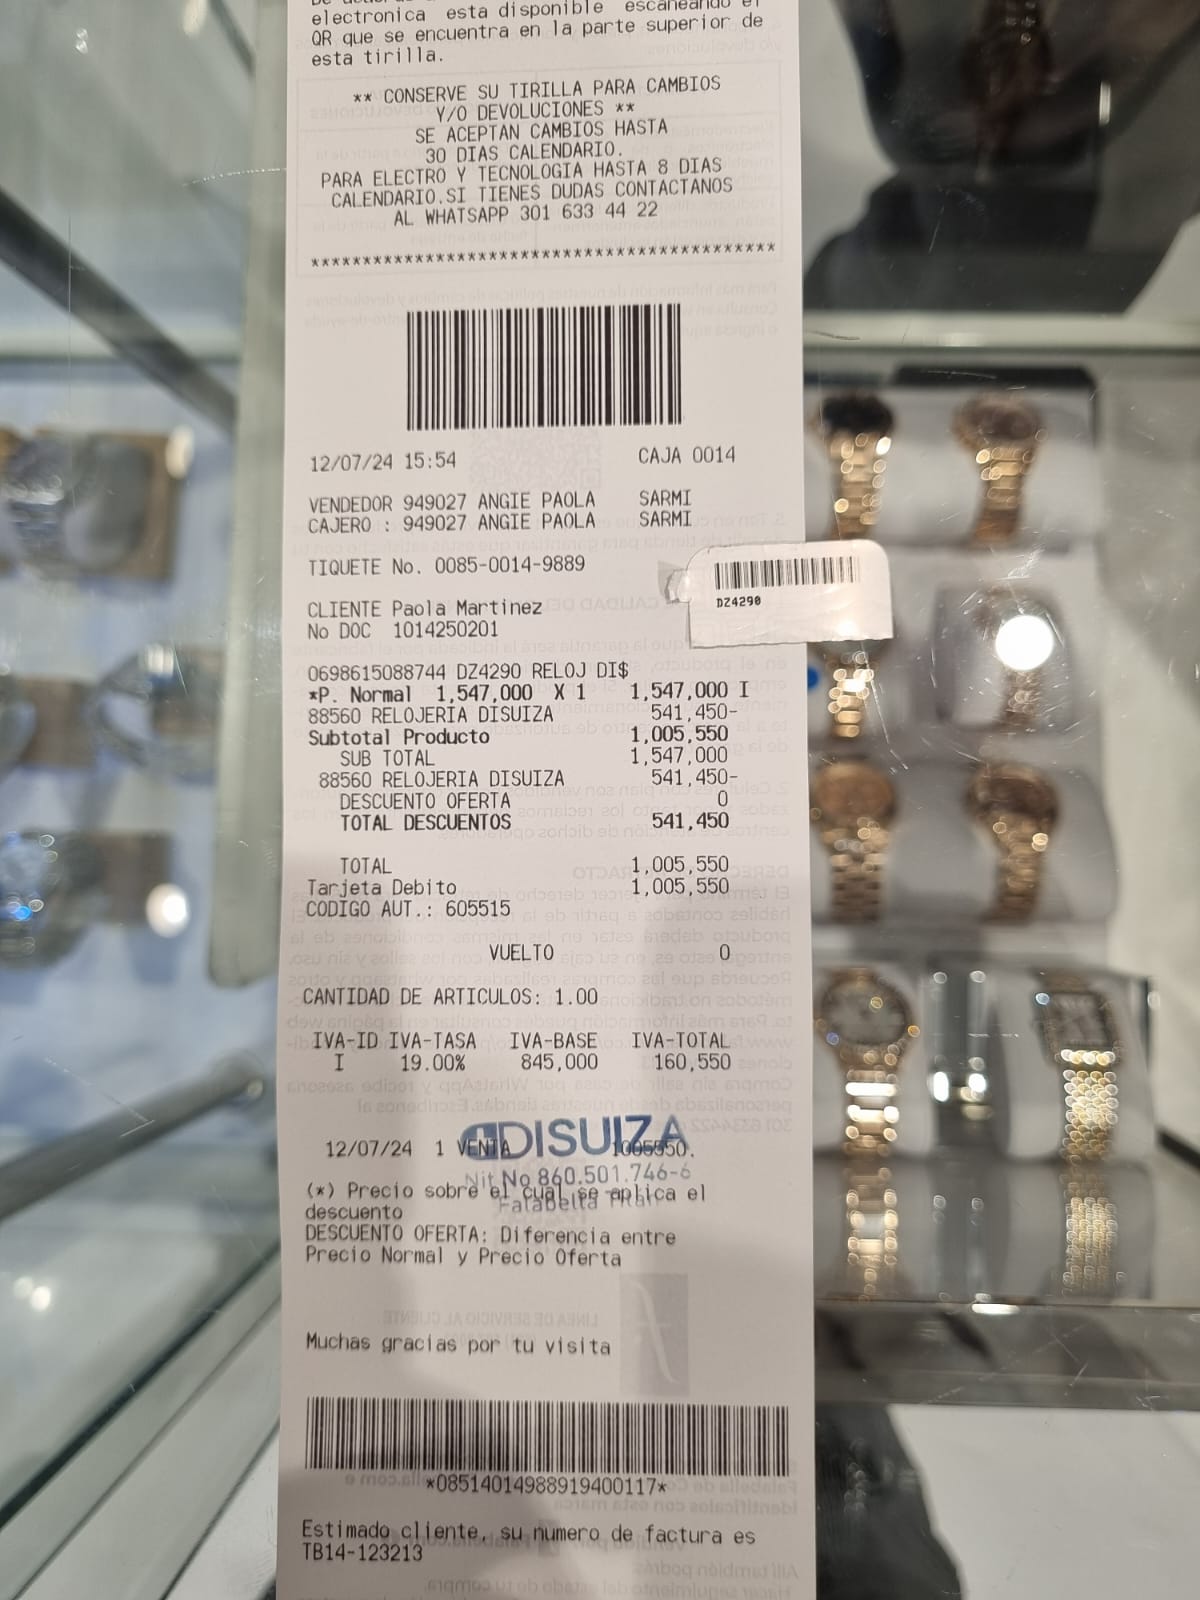 electronica esta disponible escaneando el
QR que se encuentra en la parte superior de
esta tirilla.
** CONSERVE SU TIRILLA PARA CAMBIOS
Y/O DEVOLUCIONES **
SE ACEPTAN CAMBIOS HASTA
30 DIAS CALENDARIO.
PARA ELECTRO Y TECNOLOGIA HASTA 8 DIAS
CALENDARIO.SI TIENES DUDAS CONTACTANOS
AL WHATSAPP 301 633 44 22
*********************************************
12/07/24 15:54 CAJA 0014
VENDEDOR 949027 ANGIE PAOLA SARMI
CAJERO : 949027 ANGIE PAOLA SARMI
TIQUETE No. 0085-0014-9889
DZ4290
CLIENTE Paola Martinez
No DOC 1014250201
0698615088744 DZ4290 RELOJ DI$
*P. Normal 1,547,000 X 1 1,547,000 I
88560 RELOJERIA DISUIZA 541,450-
Subtotal Producto 1,005,550
SUB TOTAL 1,547,000
88560 RELOJERIA DISUIZA 541,450-
DESCUENTO OFERTA 0
TOTAL DESCUENTOS 541,450
TOTAL 1,005,550
Tarjeta Debito 1,005,550
CODIGO AUT.: 605515
VUELTO 0
CANTIDAD DE ARTICULOS: 1.00
IVA-ID IVA-TASA IVA-BASE IVA-TOTAL
I 19.00% 845,000 160,550
DISUIZA
12/07/24 1 VENTA 1005550.
Nit No 860.501.746-6
(*) Precio sobre el cual se aplica el
Falabella Titan
descuento
DESCUENTO OFERTA: Diferencia entre
Precio Normal y Precio Oferta
Muchas gracias por tu visita
*08514014988919400117*
Estimado cliente, su numero de factura es
TB14-123213